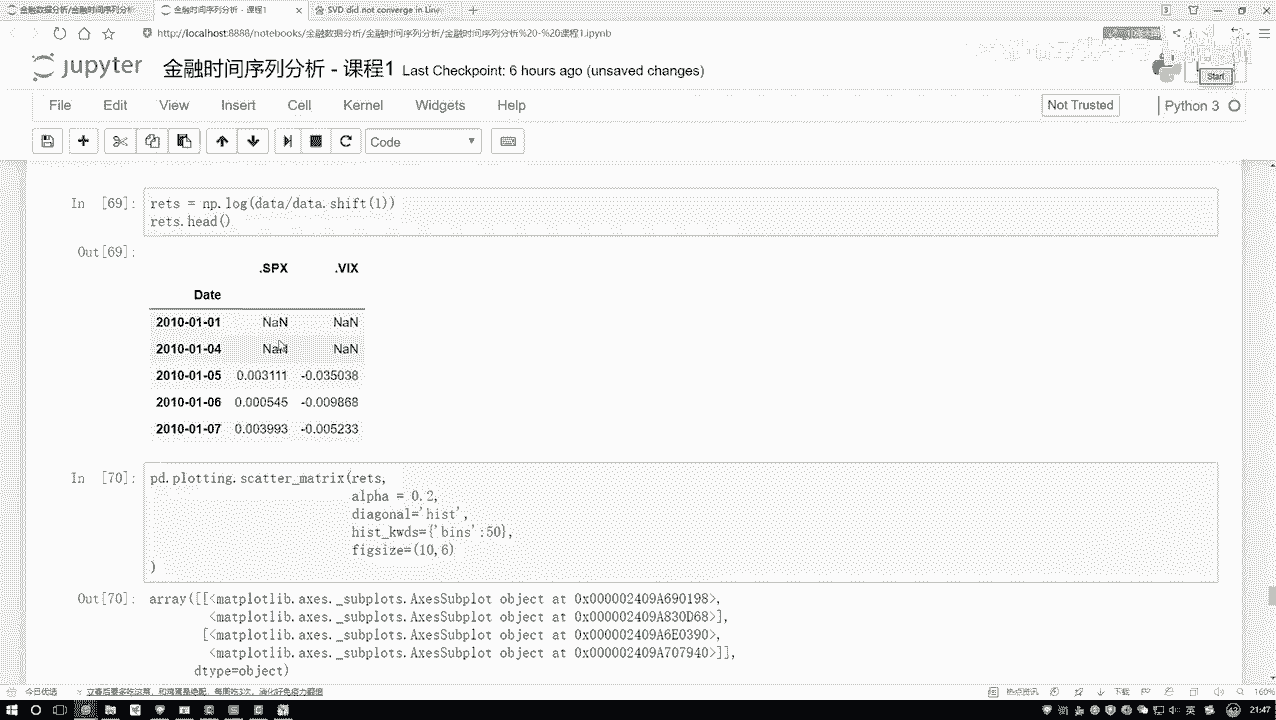 金融数据分析/金融时间序列分析
金融时间序列分析 - 课程1
SVD did not converge in Line
http://localhost:8888/notebooks/金融数据分析/金融时间序列分析/金融时间序列分析%20-%20课程1.ipynb
jupyter 金融时间序列分析 - 课程1 Last Checkpoint: 6 hours ago (unsaved changes)
Start
File Edit View Insert Cell Kernel Widgets Help
Not Trusted
Python 3
Code
In [69]: rets = np.log(data/data.shift(1))
rets.head()
Out[69]:
.SPX .VIX
Date
2010-01-01 NaN NaN
2010-01-04 NaN NaN
2010-01-05 0.003111 -0.035038
2010-01-06 0.000545 -0.009868
2010-01-07 0.003993 -0.005233
In [70]: pd.plotting.scatter_matrix(rets,
alpha = 0.2,
diagonal='hist',
hist_kwds={'bins':50},
figsize=(10,6)
)
Out[70]: array([[<matplotlib.axes._subplots.AxesSubplot object at 0x000002409A690198>,
<matplotlib.axes._subplots.AxesSubplot object at 0x000002409A830D68>],
[<matplotlib.axes._subplots.AxesSubplot object at 0x000002409A6E0390>,
<matplotlib.axes._subplots.AxesSubplot object at 0x000002409A707940>]],
dtype=object)
今日优选
热点资讯
下载
160%
英
21:47